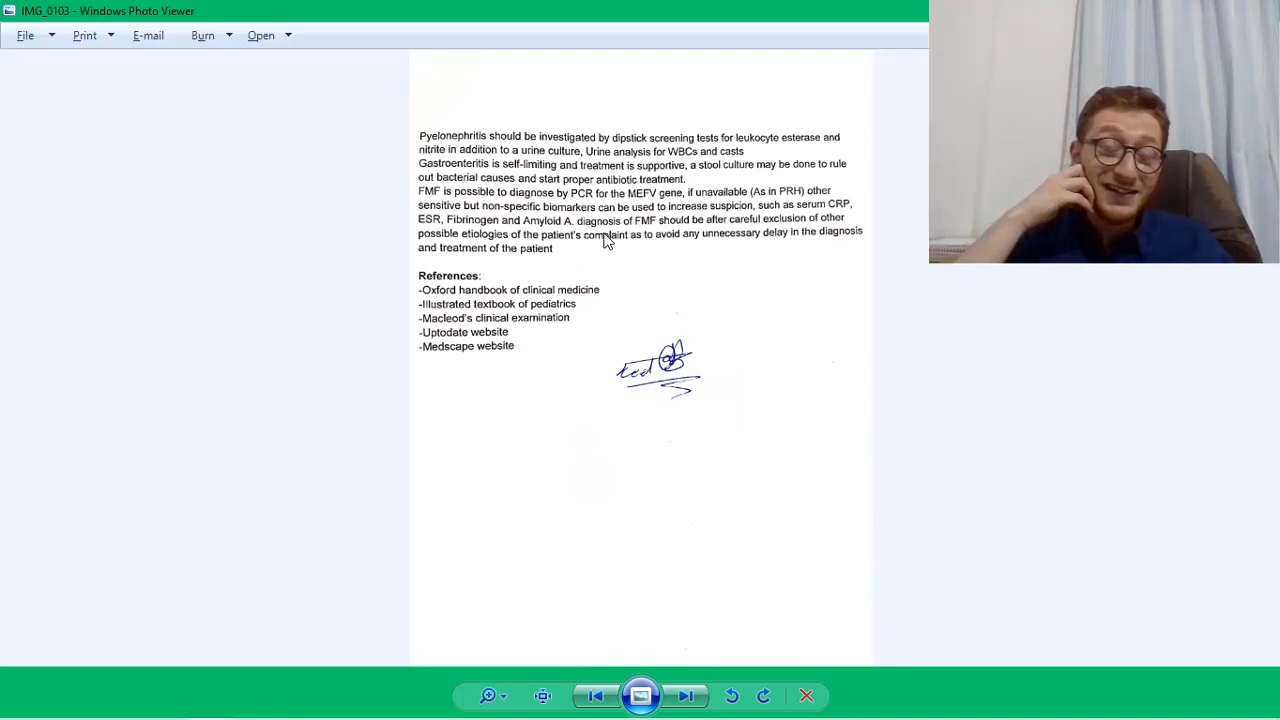 IMG_0103 - Windows Photo Viewer
File Print E-mail Burn Open
Pyelonephritis should be investigated by dipstick screening tests for leukocyte esterase and
nitrite in addition to a urine culture, Urine analysis for WBCs and casts
Gastroenteritis is self-limiting and treatment is supportive, a stool culture may be done to rule
out bacterial causes and start proper antibiotic treatment.
FMF is possible to diagnose by PCR for the MEFV gene, if unavailable (As in PRH) other
sensitive but non-specific biomarkers can be used to increase suspicion, such as serum CRP,
ESR, Fibrinogen and Amyloid A. diagnosis of FMF should be after careful exclusion of other
possible etiologies of the patient's complaint as to avoid any unnecessary delay in the diagnosis
and treatment of the patient
References:
-Oxford handbook of clinical medicine
-Illustrated textbook of pediatrics
-Macleod's clinical examination
-Uptodate website
-Medscape website